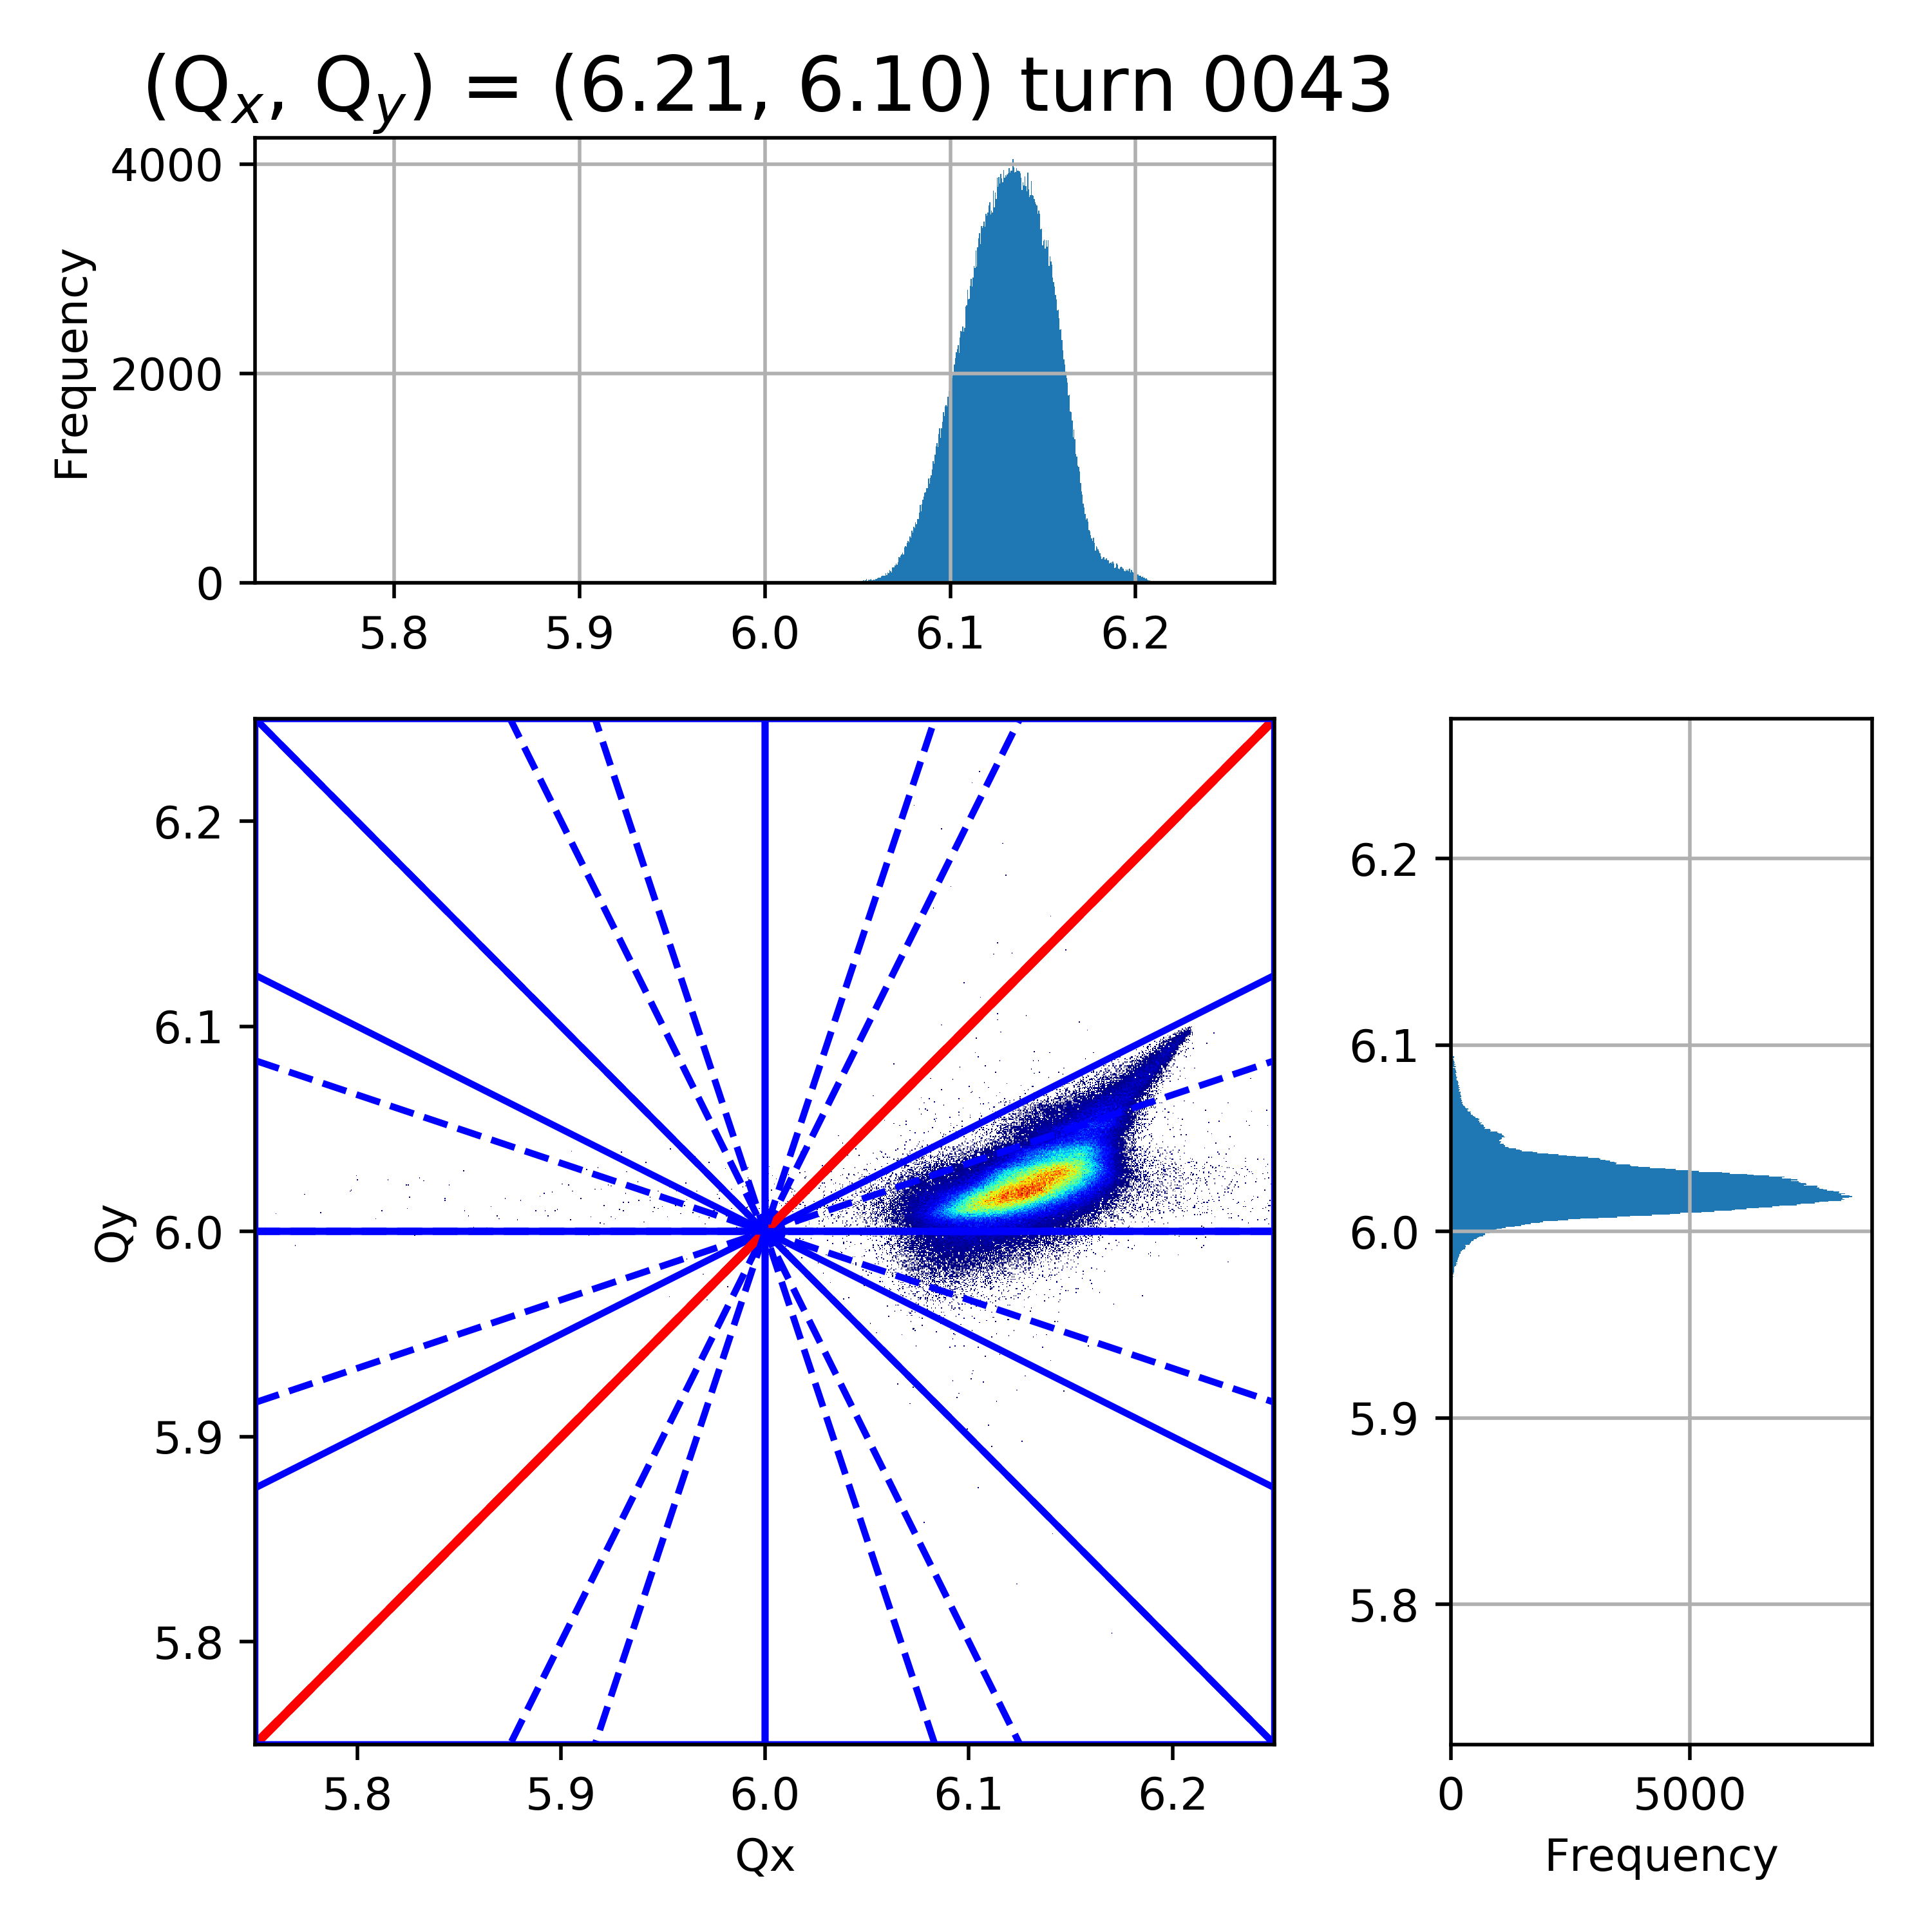 (Qx, Qy) = (6.21, 6.10) turn 0043
4000
2000
0
Frequency
5.8 5.9 6.0 6.1 6.2
6.2
6.1
6.0
5.9
5.8
Qy
5.8 5.9 6.0 6.1 6.2
Qx
6.2
6.1
6.0
5.9
5.8
0 5000
Frequency